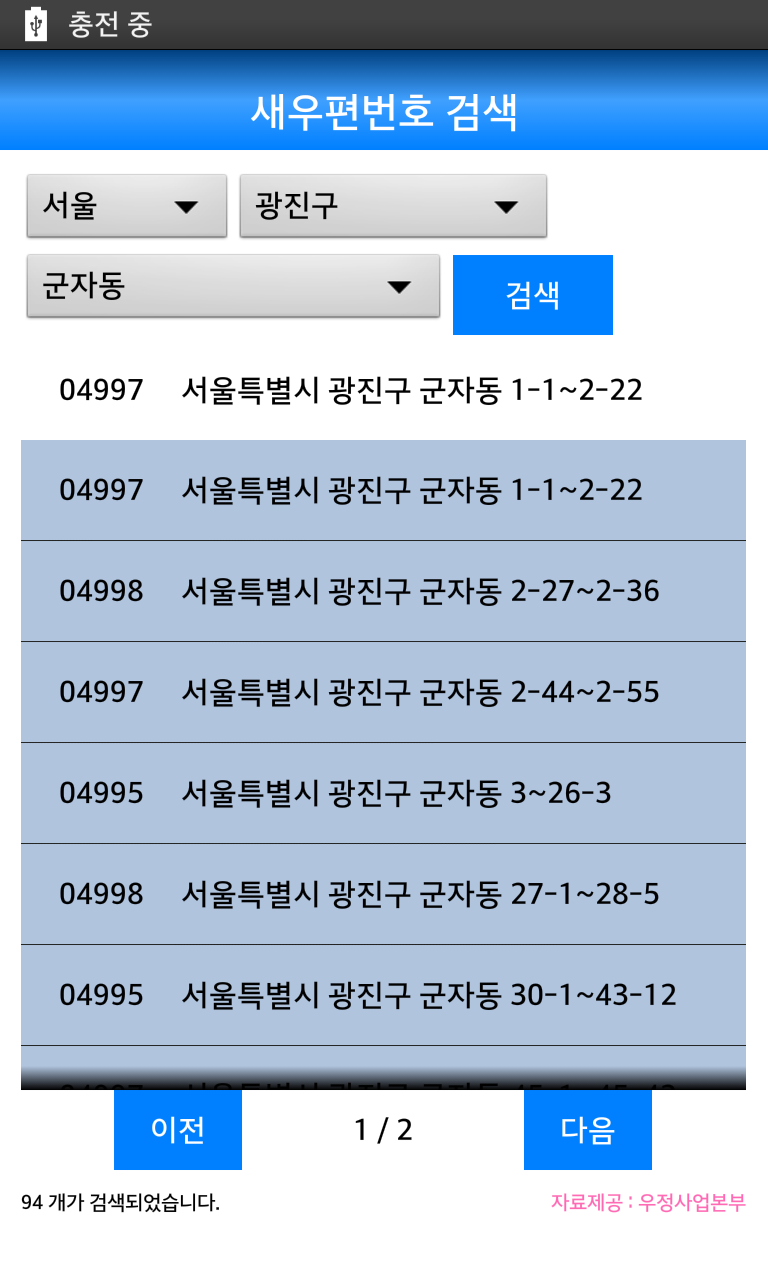 충전 중
새우편번호 검색
서울 광진구
군자동 검색
04997 서울특별시 광진구 군자동 1-1~2-22
04997 서울특별시 광진구 군자동 1-1~2-22
04998 서울특별시 광진구 군자동 2-27~2-36
04997 서울특별시 광진구 군자동 2-44~2-55
04995 서울특별시 광진구 군자동 3~26-3
04998 서울특별시 광진구 군자동 27-1~28-5
04995 서울특별시 광진구 군자동 30-1~43-12
이전 1 / 2 다음
94 개가 검색되었습니다. 자료제공 : 우정사업본부